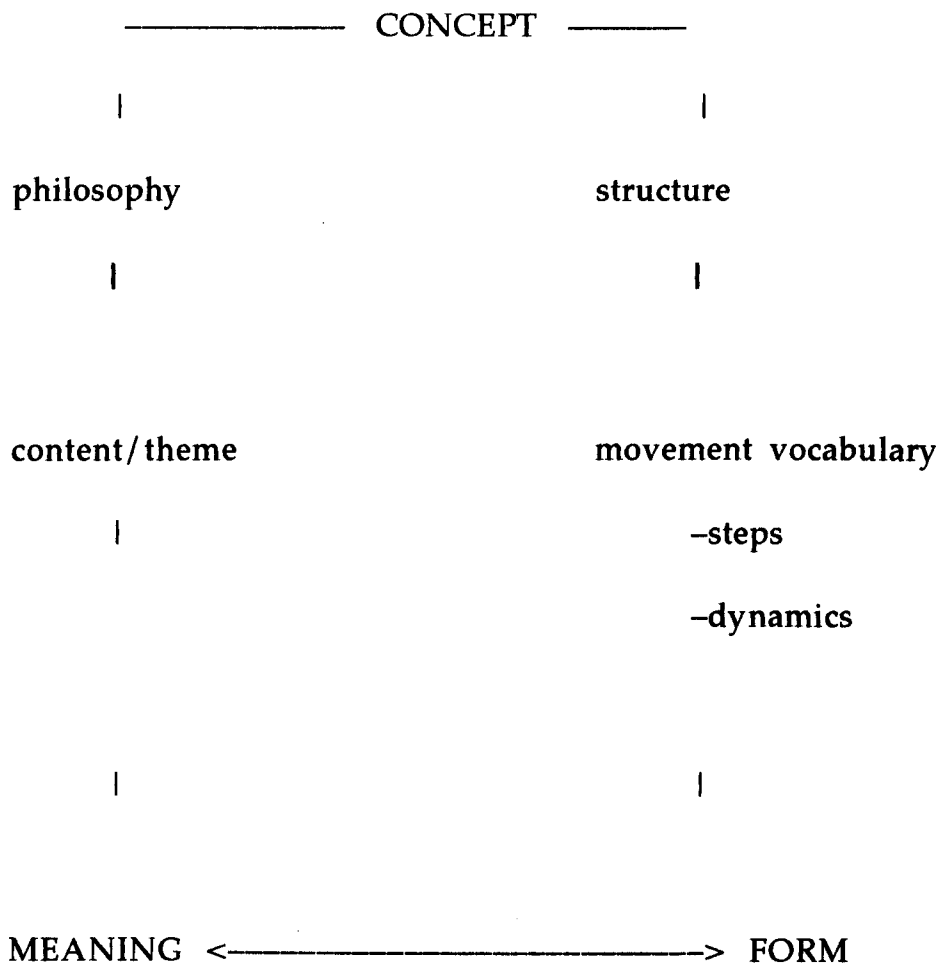 CONCEPT
philosophy structure
content/theme movement vocabulary
–steps
–dynamics
MEANING <————————————> FORM